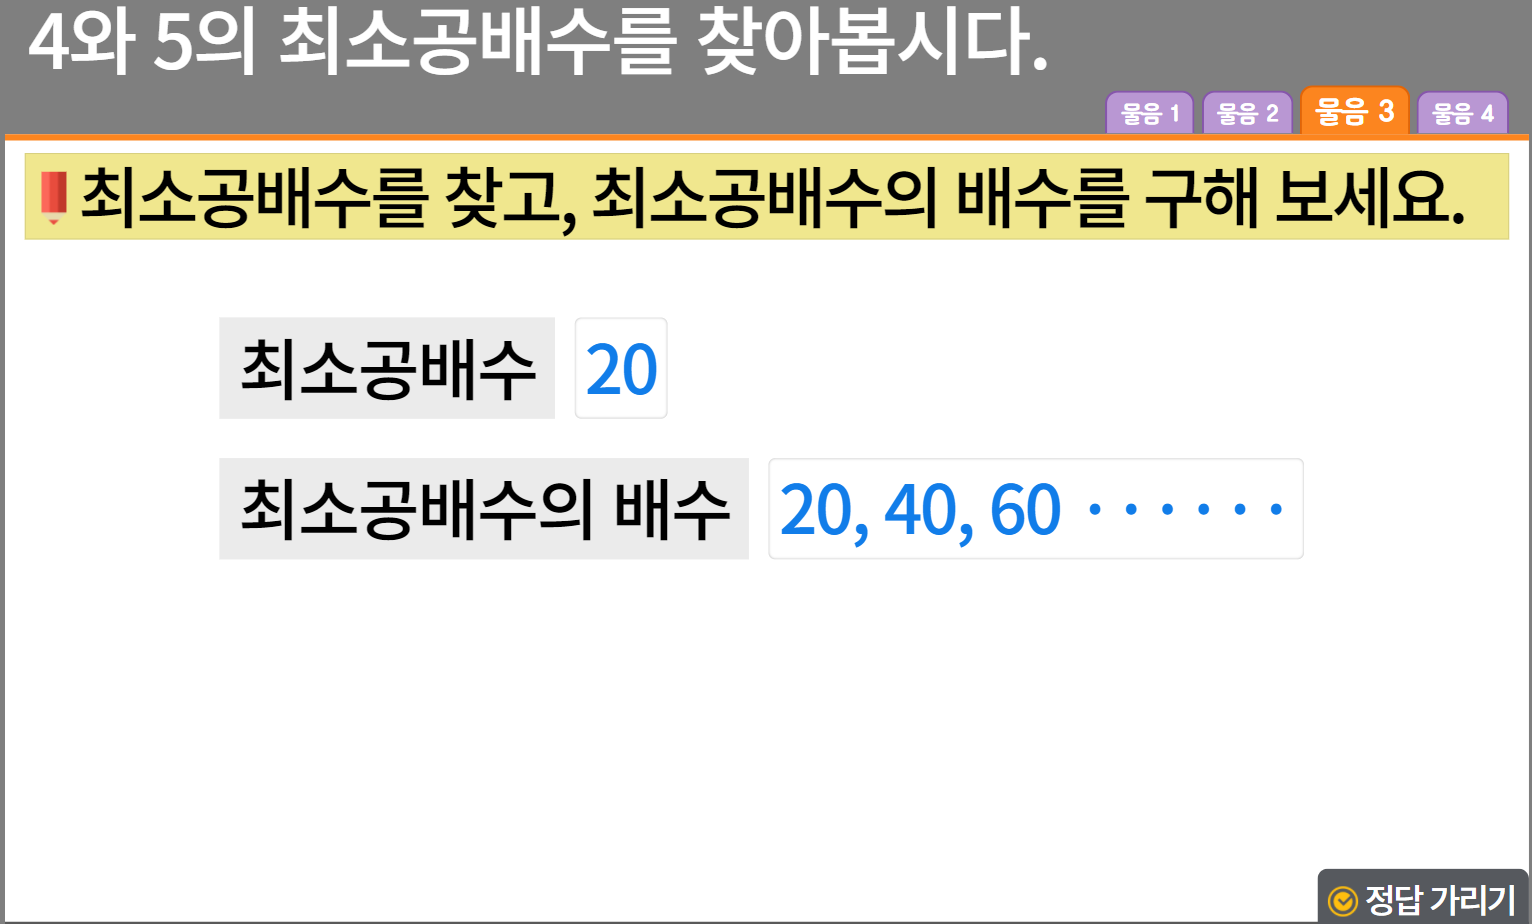 4와 5의 최소공배수를 찾아봅시다.
물음 1 물음 2 물음 3 물음 4
최소공배수를 찾고, 최소공배수의 배수를 구해 보세요.
최소공배수 20
최소공배수의 배수 20, 40, 60 ······
정답 가리기